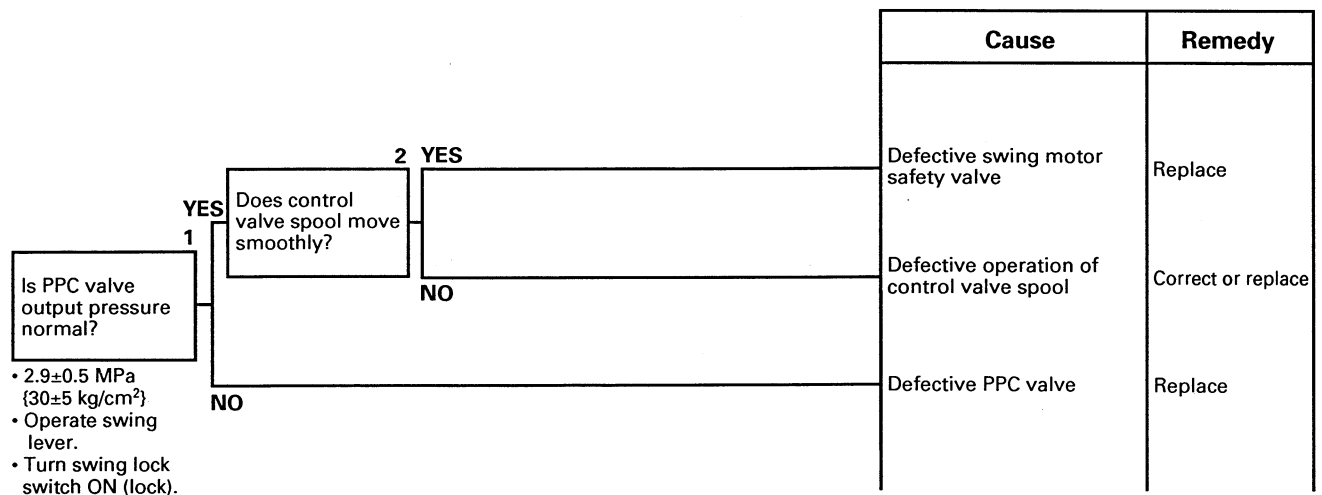 Cause
Remedy
2 YES
Does control
valve spool move
smoothly?
Defective swing motor
safety valve
Replace
YES
1
Is PPC valve
output pressure
normal?
NO
Defective operation of
control valve spool
Correct or replace
• 2.9±0.5 MPa
{30±5 kg/cm²}
• Operate swing
lever.
• Turn swing lock
switch ON (lock).
NO
Defective PPC valve
Replace